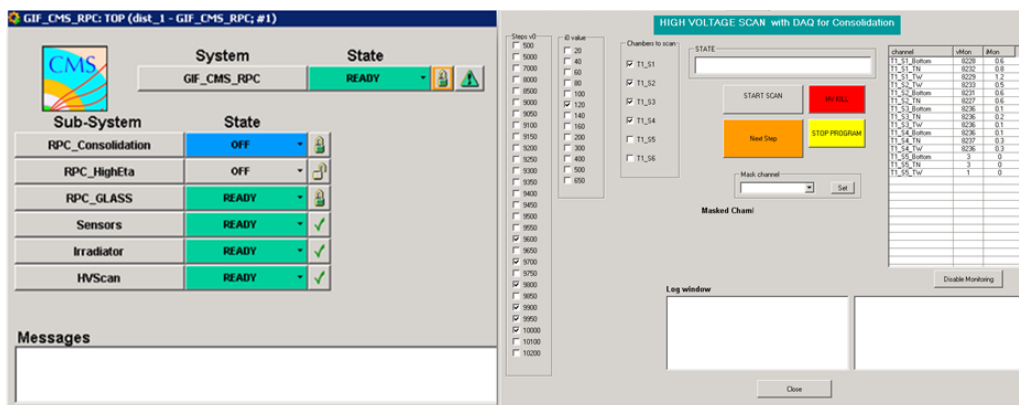 GIF_CMS_RPC: TOP (dist_1 - GIF_CMS_RPC; #1)
CMS
System State
GIF_CMS_RPC READY
Sub-System State
RPC_Consolidation OFF
RPC_HighEta OFF
RPC_GLASS READY
Sensors READY
Irradiator READY
HVScan READY
Messages
HIGH VOLTAGE SCAN with DAQ for Consolidation
Steps v0
500
5000
7000
8000
8500
9000
9050
9100
9150
9200
9250
9300
9350
9400
9450
9500
9550
9600
9650
9700
9750
9800
9850
9900
9950
10000
10100
10200
i0 value
20
40
60
80
100
120
140
160
200
300
400
500
650
Chambers to scan
T1_S1
T1_S2
T1_S3
T1_S4
T1_S5
T1_S6
STATE
START SCAN
HV KILL
Next Step
STOP PROGRAM
Mask channel
Set
Masked Chaml
channel vMon iMon
T1_S1_Bottom 8228 0.6
T1_S1_TN 8232 0.8
T1_S1_TW 8229 1.2
T1_S2_TW 8233 0.5
T1_S2_Bottom 8231 0.6
T1_S2_TN 8227 0.6
T1_S3_Bottom 8236 0.1
T1_S3_TN 8236 0.2
T1_S3_TW 8236 0.1
T1_S4_Bottom 8236 0.1
T1_S4_TN 8237 0.3
T1_S4_TW 8236 0.3
T1_S5_Bottom 3 0
T1_S5_TN 3 0
T1_S5_TW 1 0
Disable Monitoring
Log window
Close